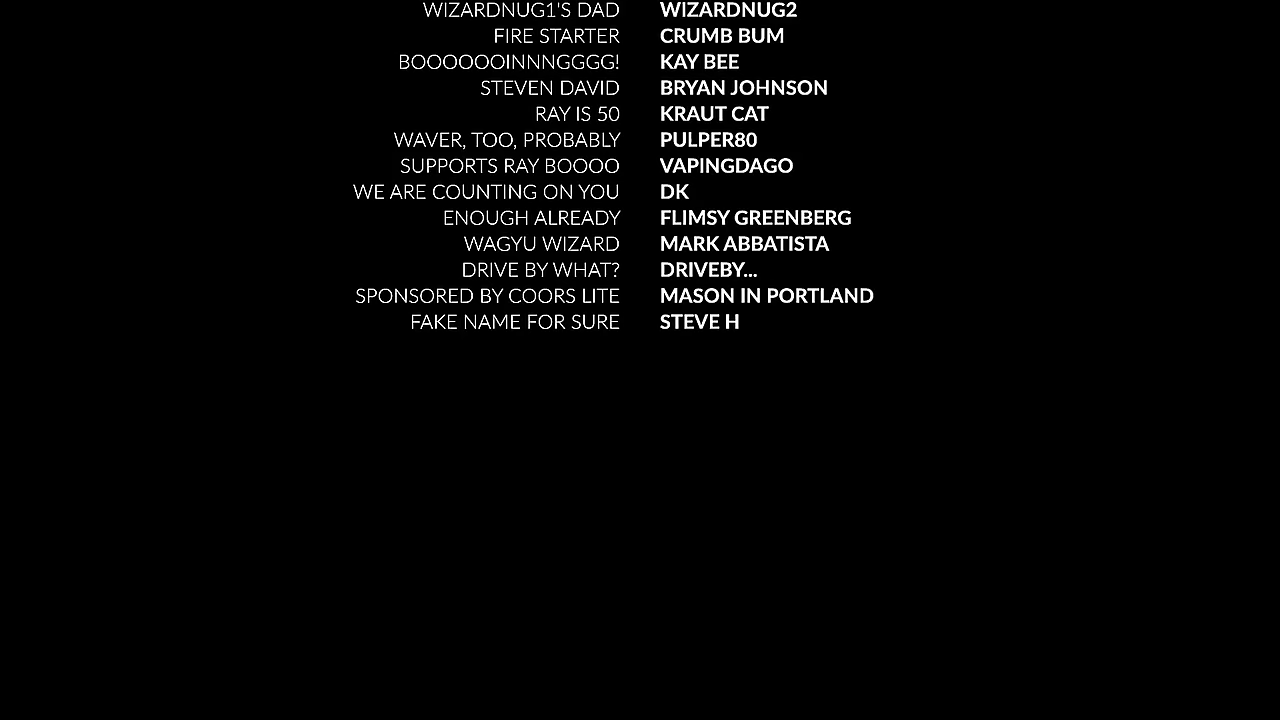 WIZARDNUG1'S DAD WIZARDNUG2
FIRE STARTER CRUMB BUM
BOOOOOOINNNGGGG! KAY BEE
STEVEN DAVID BRYAN JOHNSON
RAY IS 50 KRAUT CAT
WAVER, TOO, PROBABLY PULPER80
SUPPORTS RAY BOOOO VAPINGDAGO
WE ARE COUNTING ON YOU DK
ENOUGH ALREADY FLIMSY GREENBERG
WAGYU WIZARD MARK ABBATISTA
DRIVE BY WHAT? DRIVEBY...
SPONSORED BY COORS LITE MASON IN PORTLAND
FAKE NAME FOR SURE STEVE H